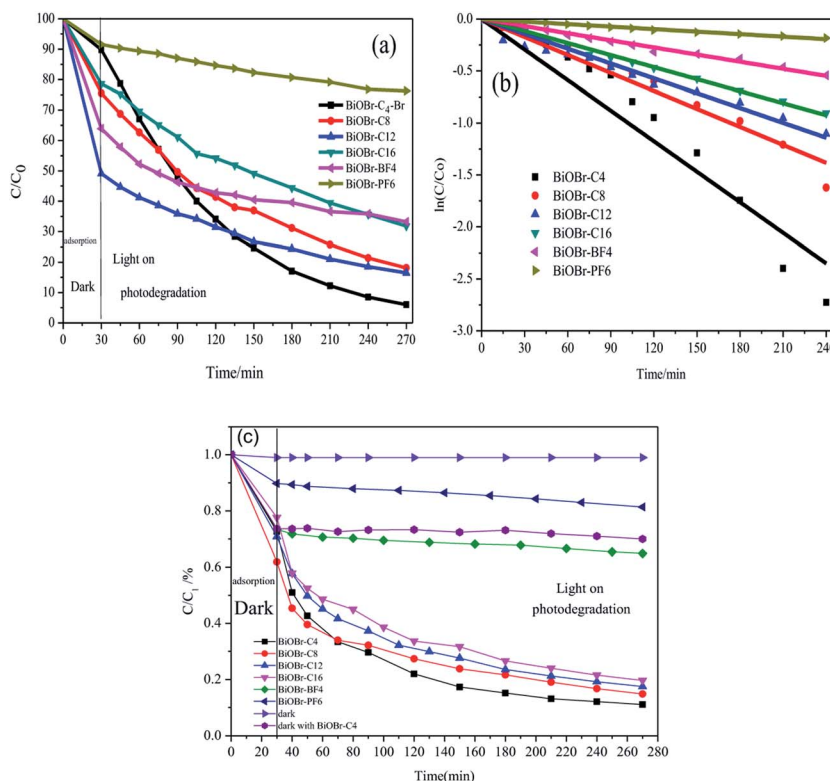 (a)
C/C0
100
90
80
70
60
50
40
30
20
10
0
BiOBr-C4-Br
BiOBr-C8
BiOBr-C12
BiOBr-C16
BiOBr-BF4
BiOBr-PF6
adsorption
Dark
Light on
photodegradation
0 30 60 90 120 150 180 210 240 270
Time/min
(b)
ln(C/Co)
0.0
-0.5
-1.0
-1.5
-2.0
-2.5
-3.0
BiOBr-C4
BiOBr-C8
BiOBr-C12
BiOBr-C16
BiOBr-BF4
BiOBr-PF6
0 30 60 90 120 150 180 210 240
Time/min
(c)
C/C1 /%
1.0
0.8
0.6
0.4
0.2
0.0
adsorption
Dark
Light on
photodegradation
BiOBr-C4
BiOBr-C8
BiOBr-C12
BiOBr-C16
BiOBr-BF4
BiOBr-PF6
dark
dark with BiOBr-C4
0 20 40 60 80 100 120 140 160 180 200 220 240 260 280
Time(min)